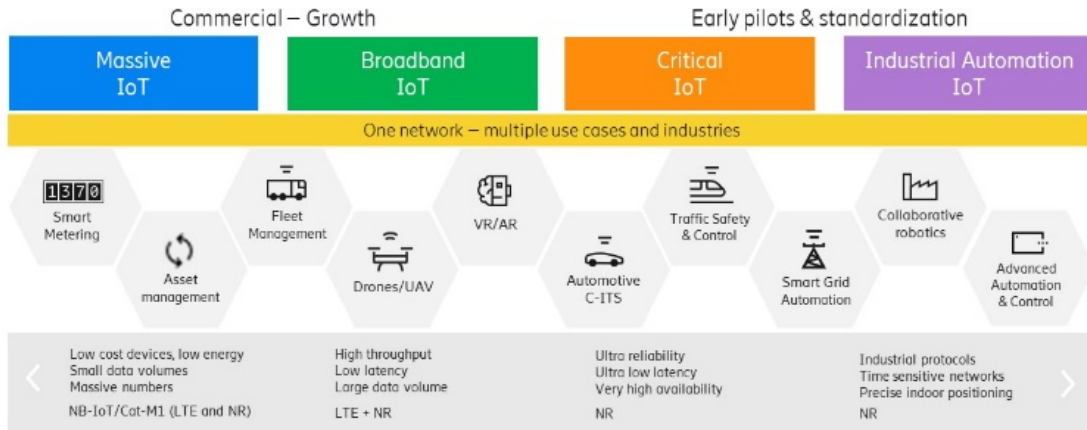 Commercial – Growth
Early pilots & standardization
Massive
IoT
Broadband
IoT
Critical
IoT
Industrial Automation
IoT
One network – multiple use cases and industries
1370
Smart
Metering
Asset
management
Fleet
Management
Drones/UAV
VR/AR
Automotive
C-ITS
Traffic Safety
& Control
Smart Grid
Automation
Collaborative
robotics
Advanced
Automation
& Control
Low cost devices, low energy
Small data volumes
Massive numbers
NB-IoT/Cat-M1 (LTE and NR)
High throughput
Low latency
Large data volume
LTE + NR
Ultra reliability
Ultra low latency
Very high availability
NR
Industrial protocols
Time sensitive networks
Precise indoor positioning
NR